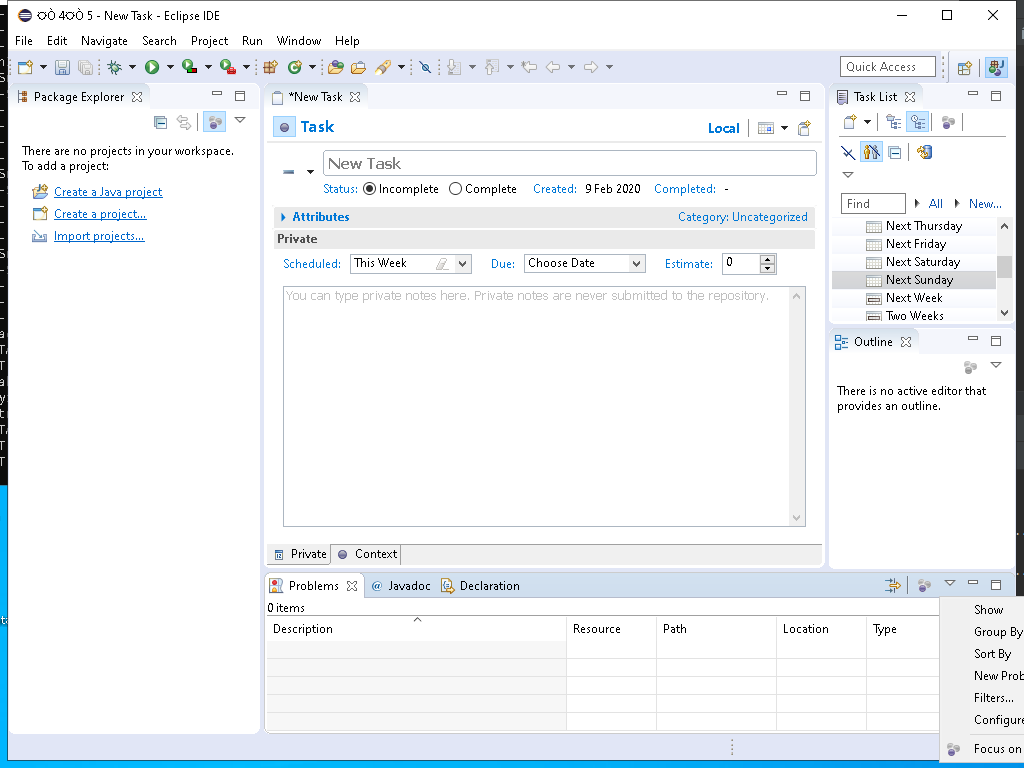 ѺÒ 4ѺÒ 5 - New Task - Eclipse IDE
File Edit Navigate Search Project Run Window Help
Quick Access
Package Explorer
*New Task
Task List
There are no projects in your workspace.
To add a project:
Create a Java project
Create a project...
Import projects...
Task
Local
New Task
Status: Incomplete Complete Created: 9 Feb 2020 Completed: -
Attributes
Category: Uncategorized
Private
Scheduled: This Week Due: Choose Date Estimate: 0
You can type private notes here. Private notes are never submitted to the repository.
Private Context
Find All New...
Next Thursday
Next Friday
Next Saturday
Next Sunday
Next Week
Two Weeks
Outline
There is no active editor that
provides an outline.
Problems @ Javadoc Declaration
0 items
Description Resource Path Location Type
Show
Group By
Sort By
New Prob
Filters...
Configure
Focus on